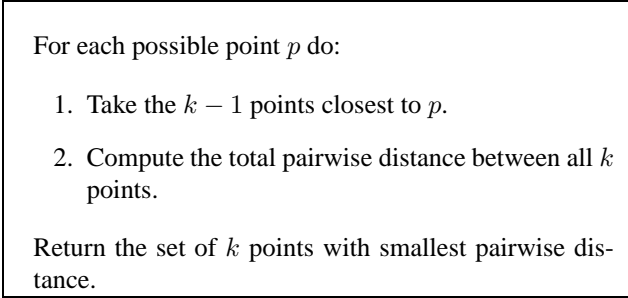 For each possible point p do:
1. Take the k − 1 points closest to p.
2. Compute the total pairwise distance between all k
points.
Return the set of k points with smallest pairwise dis-
tance.